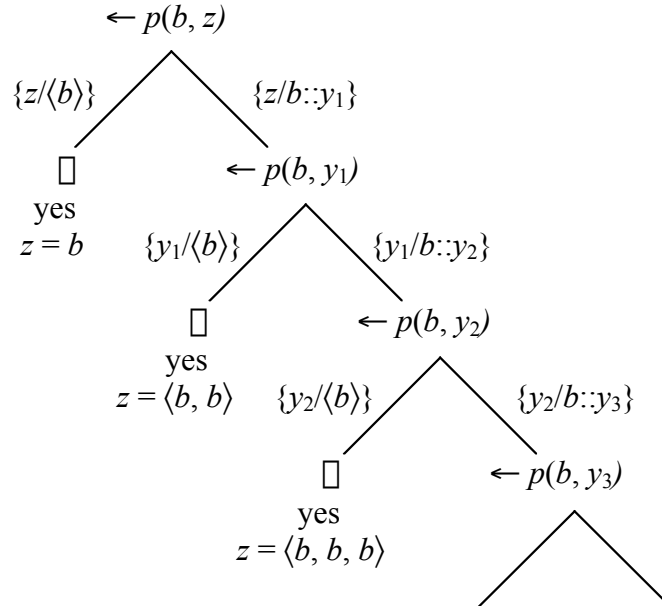 ← p(b, z)
{z/⟨b⟩} {z/b::y₁}
▯ ← p(b, y₁)
yes
z = b {y₁/⟨b⟩} {y₁/b::y₂}
▯ ← p(b, y₂)
yes
z = ⟨b, b⟩ {y₂/⟨b⟩} {y₂/b::y₃}
▯ ← p(b, y₃)
yes
z = ⟨b, b, b⟩